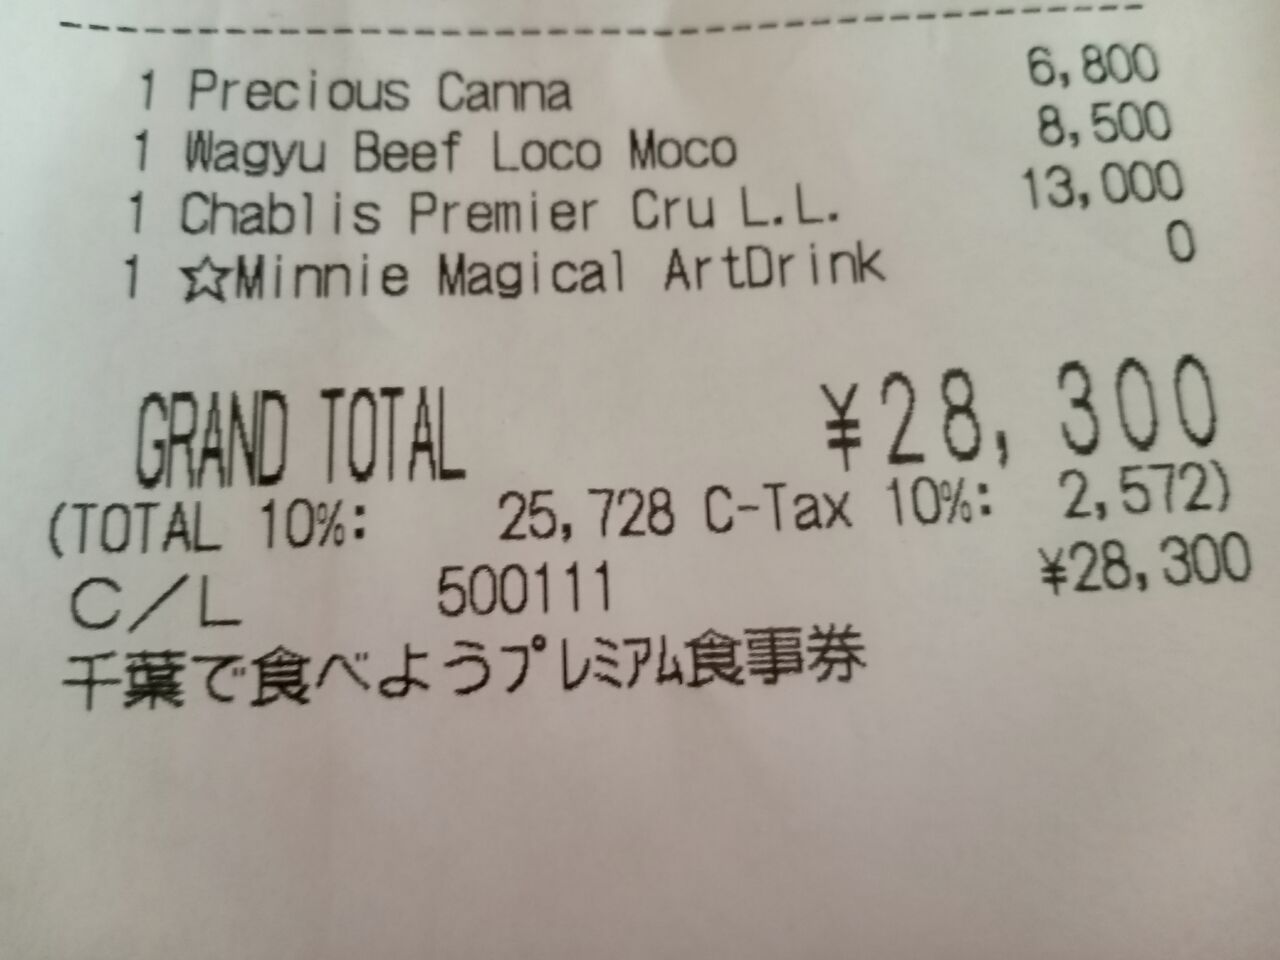 1 Precious Canna 6,800
1 Wagyu Beef Loco Moco 8,500
1 Chablis Premier Cru L.L. 13,000
1 ☆Minnie Magical ArtDrink 0
GRAND TOTAL ¥28,300
(TOTAL 10%: 25,728 C-Tax 10%: 2,572)
C／L 500111 ¥28,300
千葉で食べようプレミアム食事券